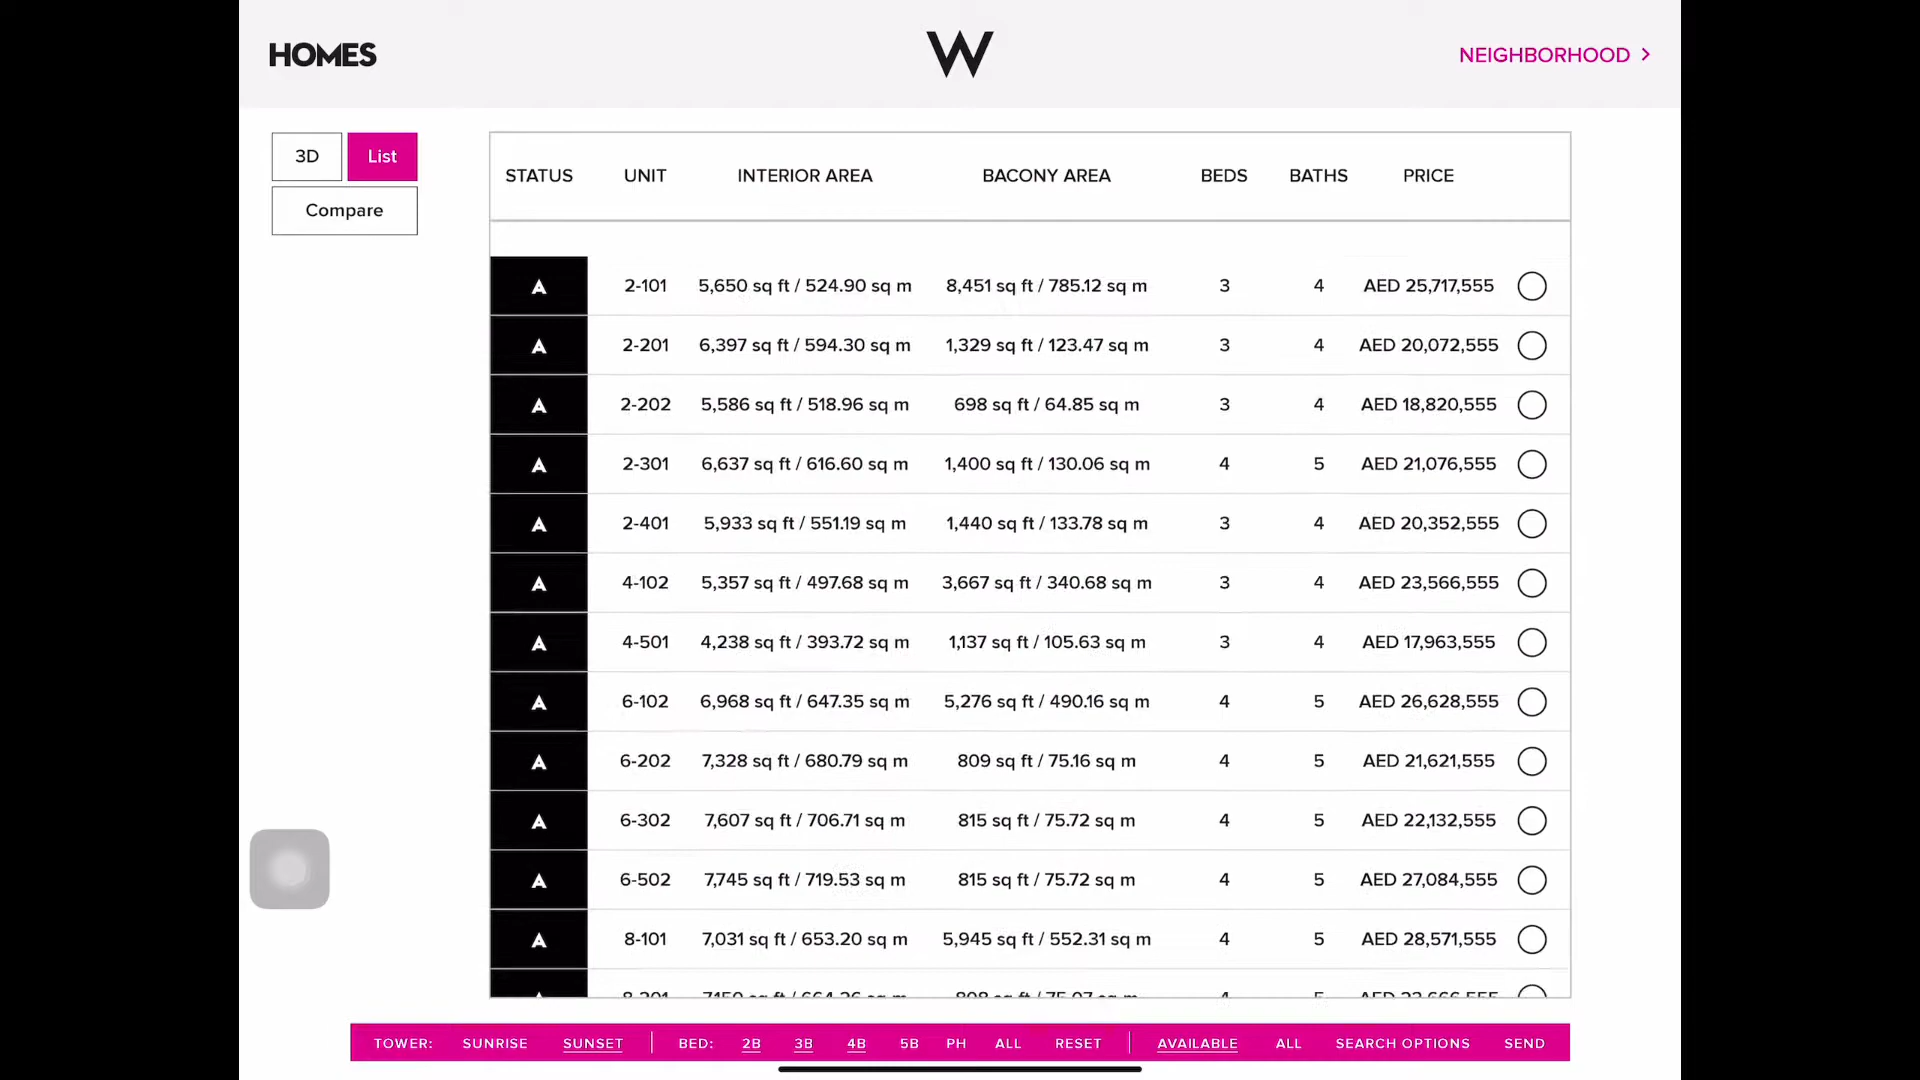 HOMES
W
NEIGHBORHOOD >
3D List
Compare
STATUS UNIT INTERIOR AREA BACONY AREA BEDS BATHS PRICE
A 2-101 5,650 sq ft / 524.90 sq m 8,451 sq ft / 785.12 sq m 3 4 AED 25,717,555
A 2-201 6,397 sq ft / 594.30 sq m 1,329 sq ft / 123.47 sq m 3 4 AED 20,072,555
A 2-202 5,586 sq ft / 518.96 sq m 698 sq ft / 64.85 sq m 3 4 AED 18,820,555
A 2-301 6,637 sq ft / 616.60 sq m 1,400 sq ft / 130.06 sq m 4 5 AED 21,076,555
A 2-401 5,933 sq ft / 551.19 sq m 1,440 sq ft / 133.78 sq m 3 4 AED 20,352,555
A 4-102 5,357 sq ft / 497.68 sq m 3,667 sq ft / 340.68 sq m 3 4 AED 23,566,555
A 4-501 4,238 sq ft / 393.72 sq m 1,137 sq ft / 105.63 sq m 3 4 AED 17,963,555
A 6-102 6,968 sq ft / 647.35 sq m 5,276 sq ft / 490.16 sq m 4 5 AED 26,628,555
A 6-202 7,328 sq ft / 680.79 sq m 809 sq ft / 75.16 sq m 4 5 AED 21,621,555
A 6-302 7,607 sq ft / 706.71 sq m 815 sq ft / 75.72 sq m 4 5 AED 22,132,555
A 6-502 7,745 sq ft / 719.53 sq m 815 sq ft / 75.72 sq m 4 5 AED 27,084,555
A 8-101 7,031 sq ft / 653.20 sq m 5,945 sq ft / 552.31 sq m 4 5 AED 28,571,555
TOWER: SUNRISE SUNSET BED: 2B 3B 4B 5B PH ALL RESET AVAILABLE ALL SEARCH OPTIONS SEND